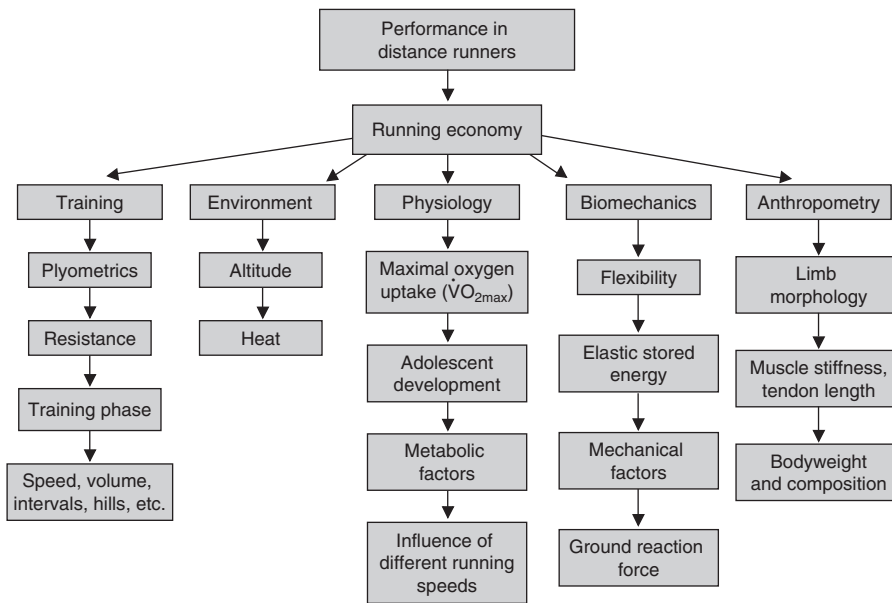 Performance in
distance runners
Running economy
Training
Environment
Physiology
Biomechanics
Anthropometry
Plyometrics
Resistance
Training phase
Speed, volume,
intervals, hills, etc.
Altitude
Heat
Maximal oxygen
uptake (V̇O₂max)
Adolescent
development
Metabolic
factors
Influence of
different running
speeds
Flexibility
Elastic stored
energy
Mechanical
factors
Ground reaction
force
Limb
morphology
Muscle stiffness,
tendon length
Bodyweight
and composition